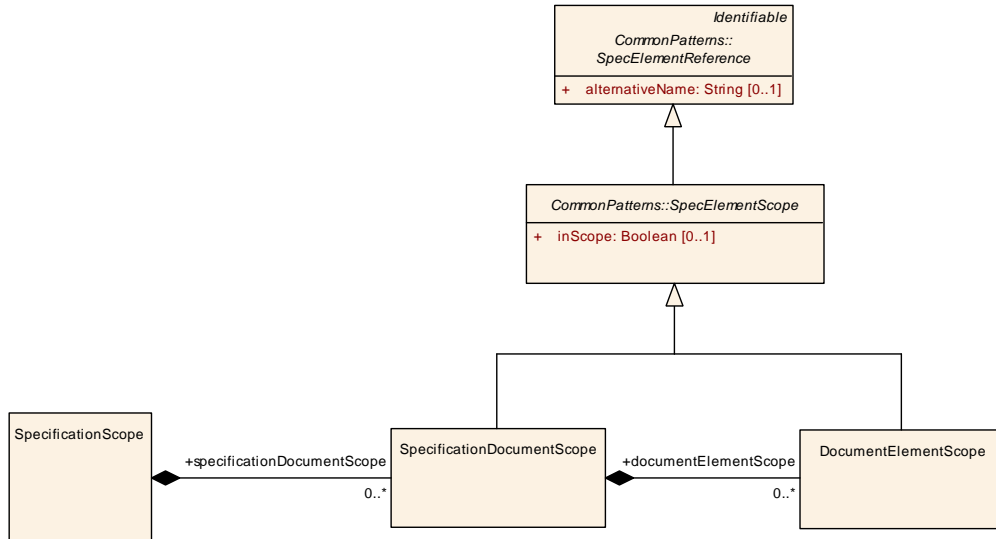 Identifiable
CommonPatterns::
SpecElementReference
+ alternativeName: String [0..1]
CommonPatterns::SpecElementScope
+ inScope: Boolean [0..1]
SpecificationScope
+specificationDocumentScope
0..*
SpecificationDocumentScope
+documentElementScope
0..*
DocumentElementScope